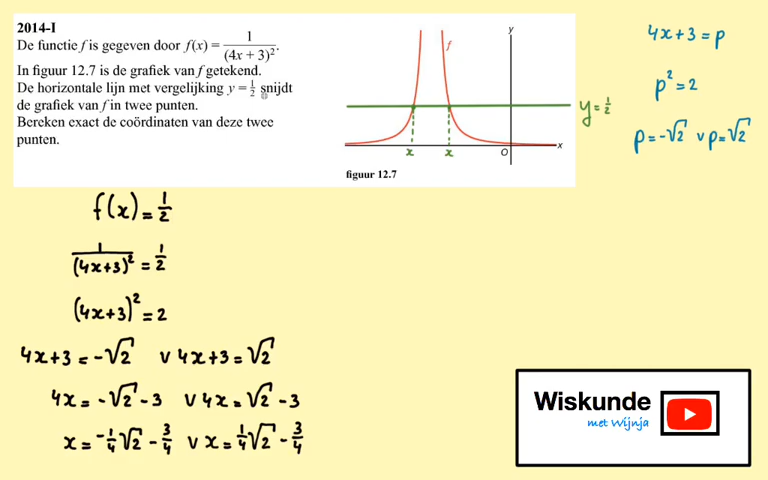 2014-I
De functie f is gegeven door f(x) = 1/(4x + 3)².
In figuur 12.7 is de grafiek van f getekend.
De horizontale lijn met vergelijking y = ½ snijdt
de grafiek van f in twee punten.
Bereken exact de coördinaten van deze twee
punten.
y
f
x
x
O
x
figuur 12.7
y = ½
4x+3 = p
p² = 2
p = -√2 v p = √2
f(x) = ½
1/(4x+3)² = ½
(4x+3)² = 2
4x+3 = -√2 v 4x+3 = √2
4x = -√2 - 3 v 4x = √2 - 3
x = -¼√2 - ¾ v x = ¼√2 - ¾
Wiskunde
met Wijnja